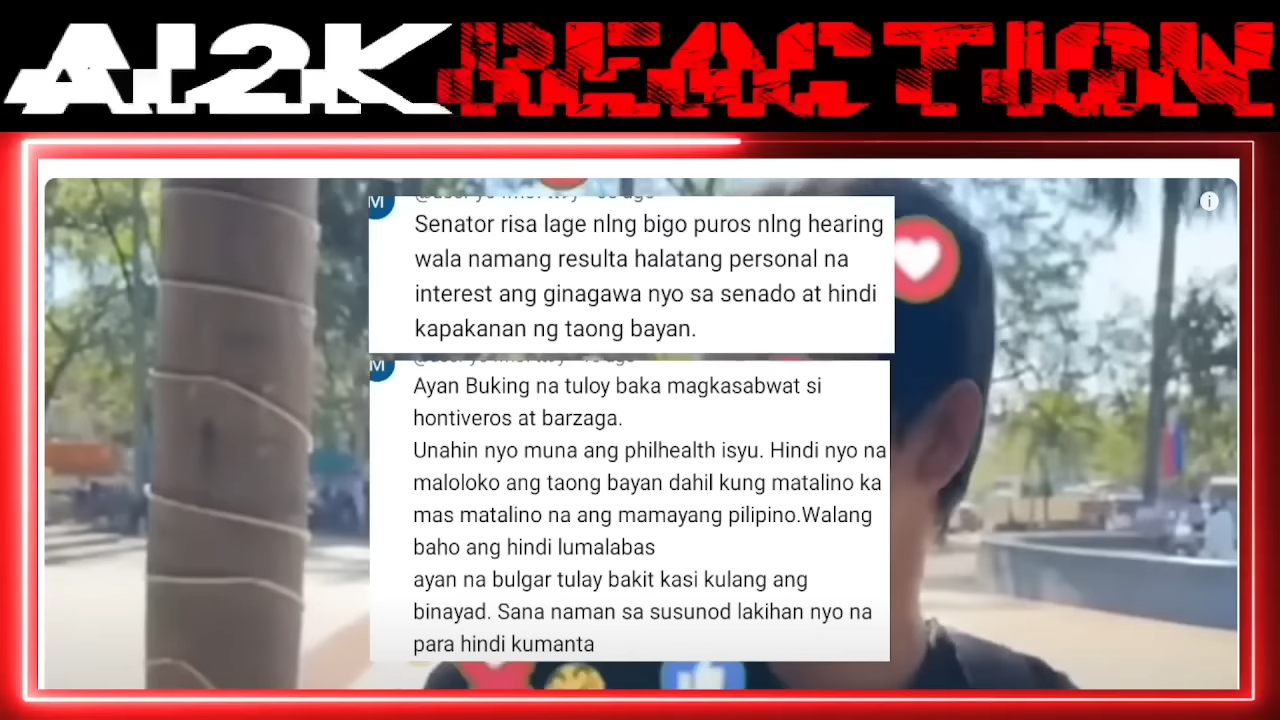 AI2K REACTION
M
Senator risa lage nlng bigo puros nlng hearing
wala namang resulta halatang personal na
interest ang ginagawa nyo sa senado at hindi
kapakanan ng taong bayan.
M
Ayan Buking na tuloy baka magkasabwat si
hontiveros at barzaga.
Unahin nyo muna ang philhealth isyu. Hindi nyo na
maloloko ang taong bayan dahil kung matalino ka
mas matalino na ang mamayang pilipino.Walang
baho ang hindi lumalabas
ayan na bulgar tulay bakit kasi kulang ang
binayad. Sana naman sa susunod lakihan nyo na
para hindi kumanta